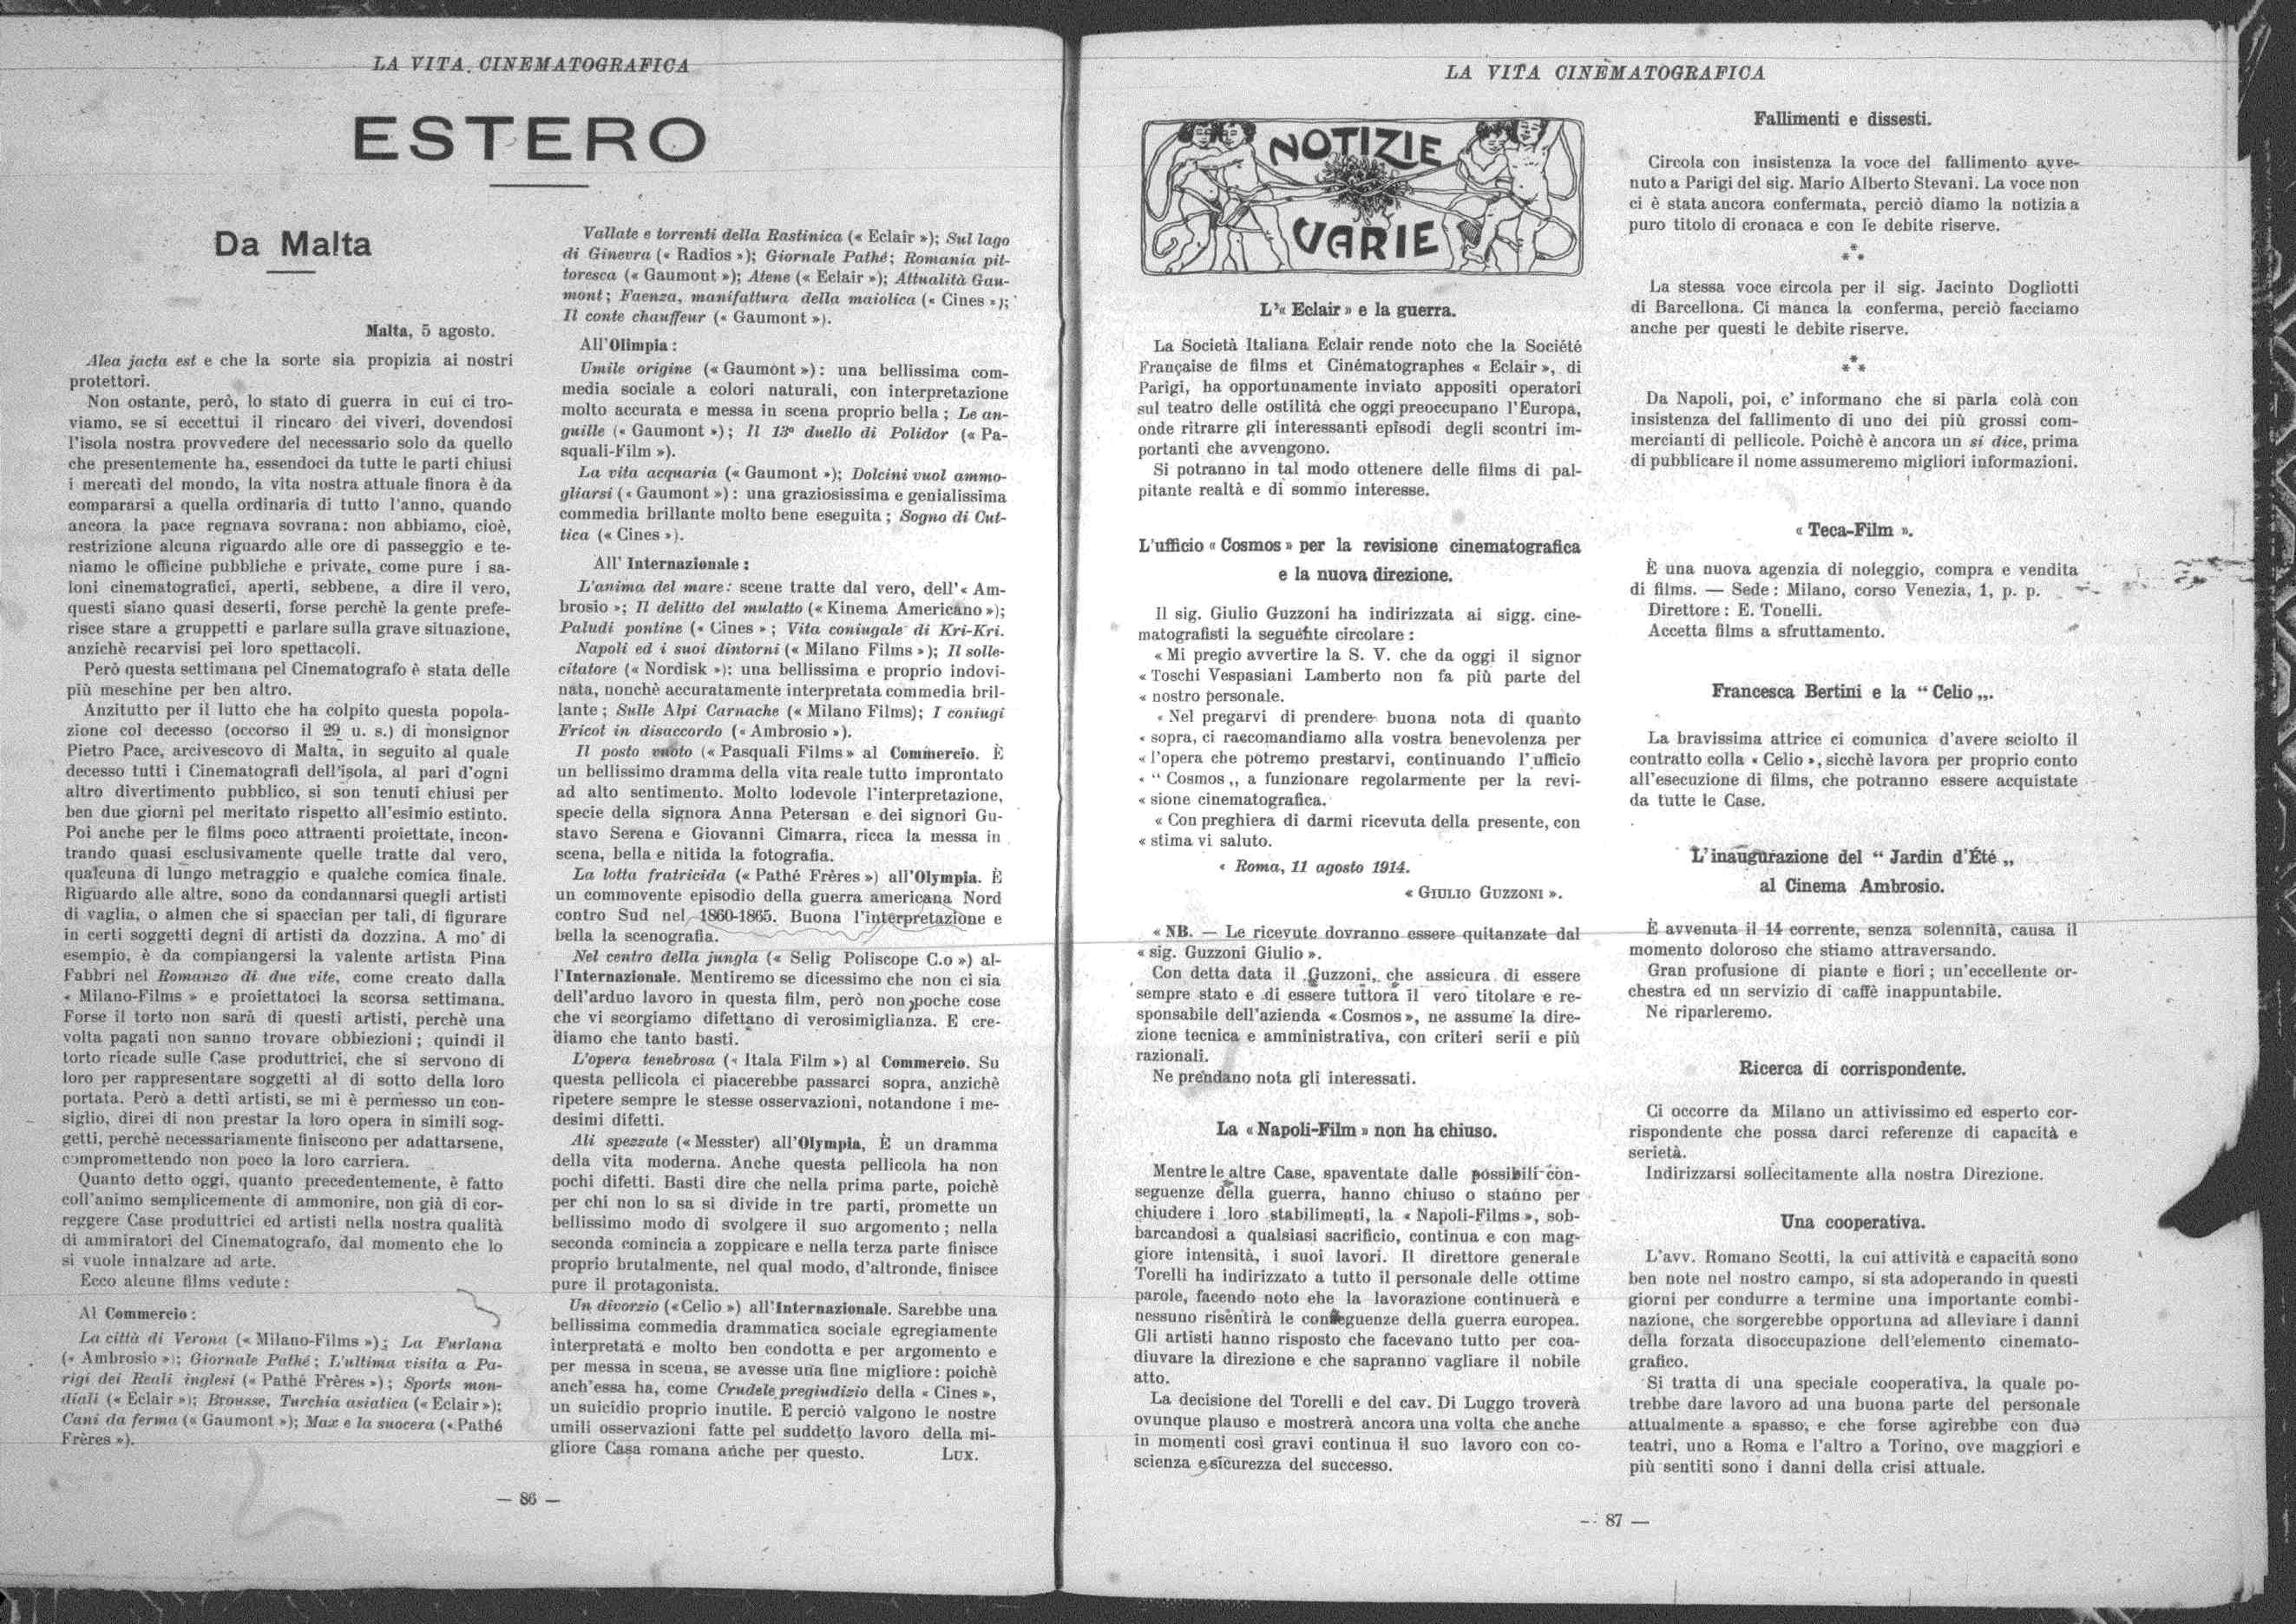 LA VITA CINEMATOGRAFICA
ESTERO
Da Malta
Malta, 5 agosto.
Alea jacta est e che la sorte sia propizia ai nostri
protettori.
Non ostante, però, lo stato di guerra in cui ci tro-
viamo, se si eccettui il rincaro dei viveri, dovendosi
l'isola nostra provvedere del necessario solo da quello
che presentemente ha, essendoci da tutte le parti chiusi
i mercati del mondo, la vita nostra attuale finora è da
compararsi a quella ordinaria di tutto l'anno, quando
ancora la pace regnava sovrana: non abbiamo, cioè,
restrizione alcuna riguardo alle ore di passeggio e te-
niamo le officine pubbliche e private, come pure i sa-
loni cinematografici, aperti, sebbene, a dire il vero,
questi siano quasi deserti, forse perchè la gente prefe-
risce stare a gruppetti e parlare sulla grave situazione,
anzichè recarvisi pei loro spettacoli.
Però questa settimana pel Cinematografo è stata delle
più meschine per ben altro.
Anzitutto per il lutto che ha colpito questa popola-
zione col decesso (occorso il 29 u. s.) di monsignor
Pietro Pace, arcivescovo di Malta, in seguito al quale
decesso tutti i Cinematografi dell'isola, al pari d'ogni
altro divertimento pubblico, si son tenuti chiusi per
ben due giorni pel meritato rispetto all'esimio estinto.
Poi anche per le films poco attraenti proiettate, incon-
trando quasi esclusivamente quelle tratte dal vero,
qualcuna di lungo metraggio e qualche comica finale.
Riguardo alle altre, sono da condannarsi quegli artisti
di vaglia, o almen che si spaccian per tali, di figurare
in certi soggetti degni di artisti da dozzina. A mo' di
esempio, è da compiangersi la valente artista Pina
Fabbri nel Romanzo di due vite, come creato dalla
« Milano-Films » e proiettatoci la scorsa settimana.
Forse il torto non sarà di questi artisti, perchè una
volta pagati non sanno trovare obbiezioni; quindi il
torto ricade sulle Case produttrici, che si servono di
loro per rappresentare soggetti al di sotto della loro
portata. Però a detti artisti, se mi è permesso un con-
siglio, direi di non prestar la loro opera in simili sog-
getti, perchè necessariamente finiscono per adattarsene,
compromettendo non poco la loro carriera.
Quanto detto oggi, quanto precedentemente, è fatto
coll'animo semplicemente di ammonire, non già di cor-
reggere Case produttrici ed artisti nella nostra qualità
di ammiratori del Cinematografo, dal momento che lo
si vuole innalzare ad arte.
Ecco alcune films vedute:
Al Commercio:
La città di Verona (« Milano-Films »); La Furlana
(« Ambrosio »); Giornale Pathé; L'ultima visita a Pa-
rigi dei Reali inglesi (« Pathé Frères »); Sports mon-
diali (« Eclair »); Brousse, Turchia asiatica (« Eclair »);
Cani da ferma (« Gaumont »); Max e la suocera (« Pathé
Frères »).
Vallate e torrenti della Rastinica (« Eclair »); Sul lago
di Ginevra (« Radios »); Giornale Pathé; Romania pit-
toresca (« Gaumont »); Atene (« Eclair »); Attualità Gau-
mont; Faenza, manifattura della maiolica (« Cines »);
Il conte chauffeur (« Gaumont »).
All'Olimpia:
Umile origine (« Gaumont »): una bellissima com-
media sociale a colori naturali, con interpretazione
molto accurata e messa in scena proprio bella; Le an-
guille (« Gaumont »); Il 13º duello di Polidor (« Pa-
squali-Film »).
La vita acquaria (« Gaumont »); Dolcini vuol ammo-
gliarsi (« Gaumont »): una graziosissima e genialissima
commedia brillante molto bene eseguita; Sogno di Cut-
tica (« Cines »).
All' Internazionale:
L'anima del mare: scene tratte dal vero, dell'« Am-
brosio »; Il delitto del mulatto (« Kinema Americano »);
Paludi pontine (« Cines »; Vita coniugale di Kri-Kri.
Napoli ed i suoi dintorni (« Milano Films »); Il solle-
citatore (« Nordisk »): una bellissima e proprio indovi-
nata, nonchè accuratamente interpretata commedia bril-
lante; Sulle Alpi Carnache (« Milano Films); I coniugi
Fricot in disaccordo (« Ambrosio »).
Il posto vuoto (« Pasquali Films » al Commercio. È
un bellissimo dramma della vita reale tutto improntato
ad alto sentimento. Molto lodevole l'interpretazione,
specie della signora Anna Petersan e dei signori Gu-
stavo Serena e Giovanni Cimarra, ricca la messa in
scena, bella e nitida la fotografia.
La lotta fratricida (« Pathé Frères ») all'Olympia. È
un commovente episodio della guerra americana Nord
contro Sud nel 1860-1865. Buona l'interpretazione e
bella la scenografia.
Nel centro della jungla (« Selig Poliscope C.o ») al-
l'Internazionale. Mentiremo se dicessimo che non ci sia
dell'arduo lavoro in questa film, però non poche cose
che vi scorgiamo difettano di verosimiglianza. E cre-
diamo che tanto basti.
L'opera tenebrosa (« Itala Film ») al Commercio. Su
questa pellicola ci piacerebbe passarci sopra, anzichè
ripetere sempre le stesse osservazioni, notandone i me-
desimi difetti.
Ali spezzate (« Messter) all'Olympia, È un dramma
della vita moderna. Anche questa pellicola ha non
pochi difetti. Basti dire che nella prima parte, poichè
per chi non lo sa si divide in tre parti, promette un
bellissimo modo di svolgere il suo argomento; nella
seconda comincia a zoppicare e nella terza parte finisce
proprio brutalmente, nel qual modo, d'altronde, finisce
pure il protagonista.
Un divorzio (« Celio ») all'Internazionale. Sarebbe una
bellissima commedia drammatica sociale egregiamente
interpretata e molto ben condotta e per argomento e
per messa in scena, se avesse una fine migliore: poichè
anch'essa ha, come Crudele pregiudizio della « Cines »,
un suicidio proprio inutile. E perciò valgono le nostre
umili osservazioni fatte pel suddetto lavoro della mi-
gliore Casa romana anche per questo. LUX.
— 86 —
LA VITA CINEMATOGRAFICA
NOTIZIE
VARIE
L'« Eclair » e la guerra.
La Società Italiana Eclair rende noto che la Société
Française de films et Cinématographes « Eclair », di
Parigi, ha opportunamente inviato appositi operatori
sul teatro delle ostilità che oggi preoccupano l'Europa,
onde ritrarre gli interessanti episodi degli scontri im-
portanti che avvengono.
Si potranno in tal modo ottenere delle films di pal-
pitante realtà e di sommo interesse.
L'ufficio « Cosmos » per la revisione cinematografica
e la nuova direzione.
Il sig. Giulio Guzzoni ha indirizzata ai sigg. cine-
matografisti la seguente circolare:
« Mi pregio avvertire la S. V. che da oggi il signor
« Toschi Vespasiani Lamberto non fa più parte del
« nostro personale.
« Nel pregarvi di prendere buona nota di quanto
« sopra, ci raccomandiamo alla vostra benevolenza per
« l'opera che potremo prestarvi, continuando l'ufficio
« “ Cosmos „ a funzionare regolarmente per la revi-
« sione cinematografica.
« Con preghiera di darmi ricevuta della presente, con
« stima vi saluto.
« Roma, 11 agosto 1914.
« GIULIO GUZZONI ».
« NB. — Le ricevute dovranno essere quitanzate dal
« sig. Guzzoni Giulio ».
Con detta data il Guzzoni, che assicura di essere
sempre stato e di essere tuttora il vero titolare e re-
sponsabile dell'azienda « Cosmos », ne assume la dire-
zione tecnica e amministrativa, con criteri serii e più
razionali.
Ne prendano nota gli interessati.
La « Napoli-Film » non ha chiuso.
Mentre le altre Case, spaventate dalle possibili con-
seguenze della guerra, hanno chiuso o stanno per
chiudere i loro stabilimenti, la « Napoli-Films », sob-
barcandosi a qualsiasi sacrificio, continua e con mag-
giore intensità, i suoi lavori. Il direttore generale
Torelli ha indirizzato a tutto il personale delle ottime
parole, facendo noto che la lavorazione continuerà e
nessuno risentirà le conseguenze della guerra europea.
Gli artisti hanno risposto che facevano tutto per coa-
diuvare la direzione e che sapranno vagliare il nobile
atto.
La decisione del Torelli e del cav. Di Luggo troverà
ovunque plauso e mostrerà ancora una volta che anche
in momenti così gravi continua il suo lavoro con co-
scienza e sicurezza del successo.
Fallimenti e dissesti.
Circola con insistenza la voce del fallimento avve-
nuto a Parigi del sig. Mario Alberto Stevani. La voce non
ci è stata ancora confermata, perciò diamo la notizia a
puro titolo di cronaca e con le debite riserve.
***
La stessa voce circola per il sig. Jacinto Dogliotti
di Barcellona. Ci manca la conferma, perciò facciamo
anche per questi le debite riserve.
***
Da Napoli, poi, c' informano che si parla colà con
insistenza del fallimento di uno dei più grossi com-
mercianti di pellicole. Poichè è ancora un si dice, prima
di pubblicare il nome assumeremo migliori informazioni.
« Teca-Film ».
È una nuova agenzia di noleggio, compra e vendita
di films. — Sede: Milano, corso Venezia, 1, p. p.
Direttore: E. Tonelli.
Accetta films a sfruttamento.
Francesca Bertini e la “ Celio „.
La bravissima attrice ci comunica d'avere sciolto il
contratto colla « Celio », sicchè lavora per proprio conto
all'esecuzione di films, che potranno essere acquistate
da tutte le Case.
L'inaugurazione del “ Jardin d'Été „
al Cinema Ambrosio.
È avvenuta il 14 corrente, senza solennità, causa il
momento doloroso che stiamo attraversando.
Gran profusione di piante e fiori; un'eccellente or-
chestra ed un servizio di caffè inappuntabile.
Ne riparleremo.
Ricerca di corrispondente.
Ci occorre da Milano un attivissimo ed esperto cor-
rispondente che possa darci referenze di capacità e
serietà.
Indirizzarsi sollecitamente alla nostra Direzione.
Una cooperativa.
L'avv. Romano Scotti, la cui attività e capacità sono
ben note nel nostro campo, si sta adoperando in questi
giorni per condurre a termine una importante combi-
nazione, che sorgerebbe opportuna ad alleviare i danni
della forzata disoccupazione dell'elemento cinemato-
grafico.
Si tratta di una speciale cooperativa, la quale po-
trebbe dare lavoro ad una buona parte del personale
attualmente a spasso, e che forse agirebbe con due
teatri, uno a Roma e l'altro a Torino, ove maggiori e
più sentiti sono i danni della crisi attuale.
— 87 —